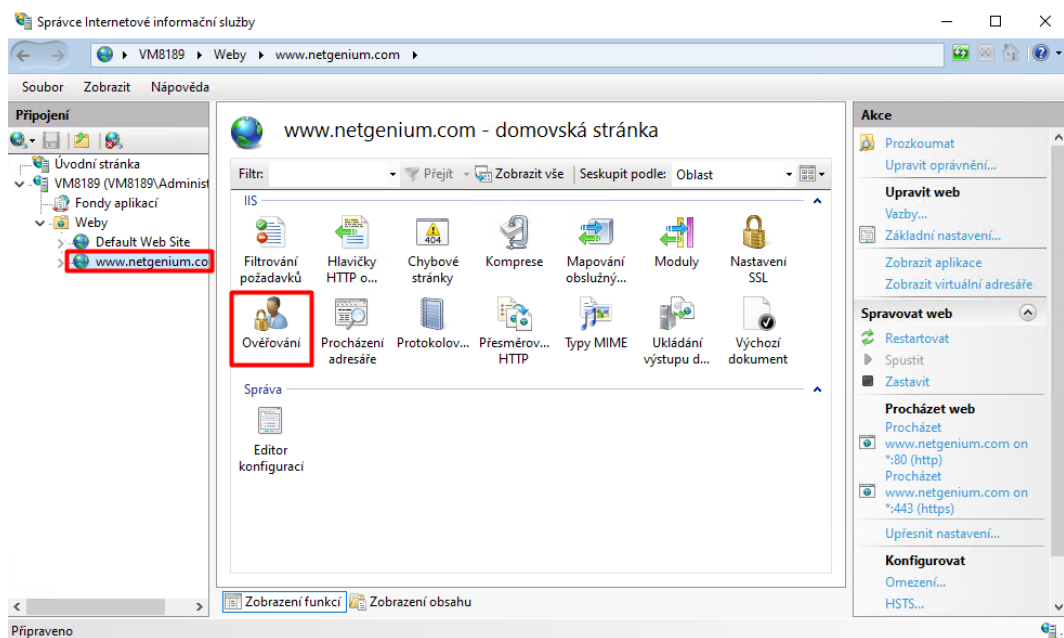 Správce Internetové informační služby
VM8189 Weby www.netgenium.com
Soubor Zobrazit Nápověda
Připojení
Úvodní stránka
VM8189 (VM8189\Administ
Fondy aplikací
Weby
Default Web Site
www.netgenium.co
www.netgenium.com - domovská stránka
Filtr: Přejít Zobrazit vše Seskupit podle: Oblast
IIS
Filtrování
požadavků
Hlavičky
HTTP o...
404
Chybové
stránky
Komprese
Mapování
obslužný...
Moduly
Nastavení
SSL
Ověřování
Procházení
adresáře
Protokolov...
Přesměrov...
HTTP
Typy MIME
Ukládání
výstupu d...
Výchozí
dokument
Správa
Editor
konfigurací
Zobrazení funkcí Zobrazení obsahu
Akce
Prozkoumat
Upravit oprávnění...
Upravit web
Vazby...
Základní nastavení...
Zobrazit aplikace
Zobrazit virtuální adresáře
Spravovat web
Restartovat
Spustit
Zastavit
Procházet web
Procházet
www.netgenium.com on
*:80 (http)
Procházet
www.netgenium.com on
*:443 (https)
Upřesnit nastavení...
Konfigurovat
Omezení...
HSTS...
Připraveno